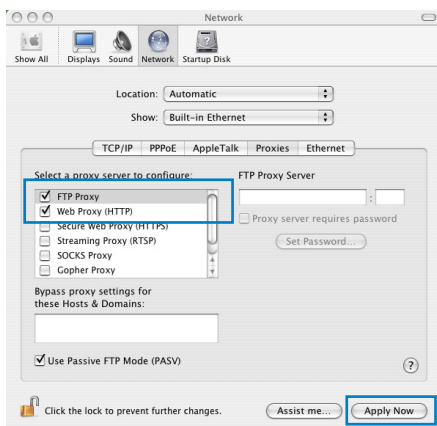 Network
Show All Displays Sound Network Startup Disk
Location: Automatic
Show: Built-in Ethernet
TCP/IP PPPoE AppleTalk Proxies Ethernet
Select a proxy server to configure: FTP Proxy Server
FTP Proxy :
Web Proxy (HTTP) Proxy server requires password
Secure Web Proxy (HTTPS)
Streaming Proxy (RTSP) Set Password...
SOCKS Proxy
Gopher Proxy
Bypass proxy settings for
these Hosts & Domains:
Use Passive FTP Mode (PASV) ?
Click the lock to prevent further changes. Assist me... Apply Now